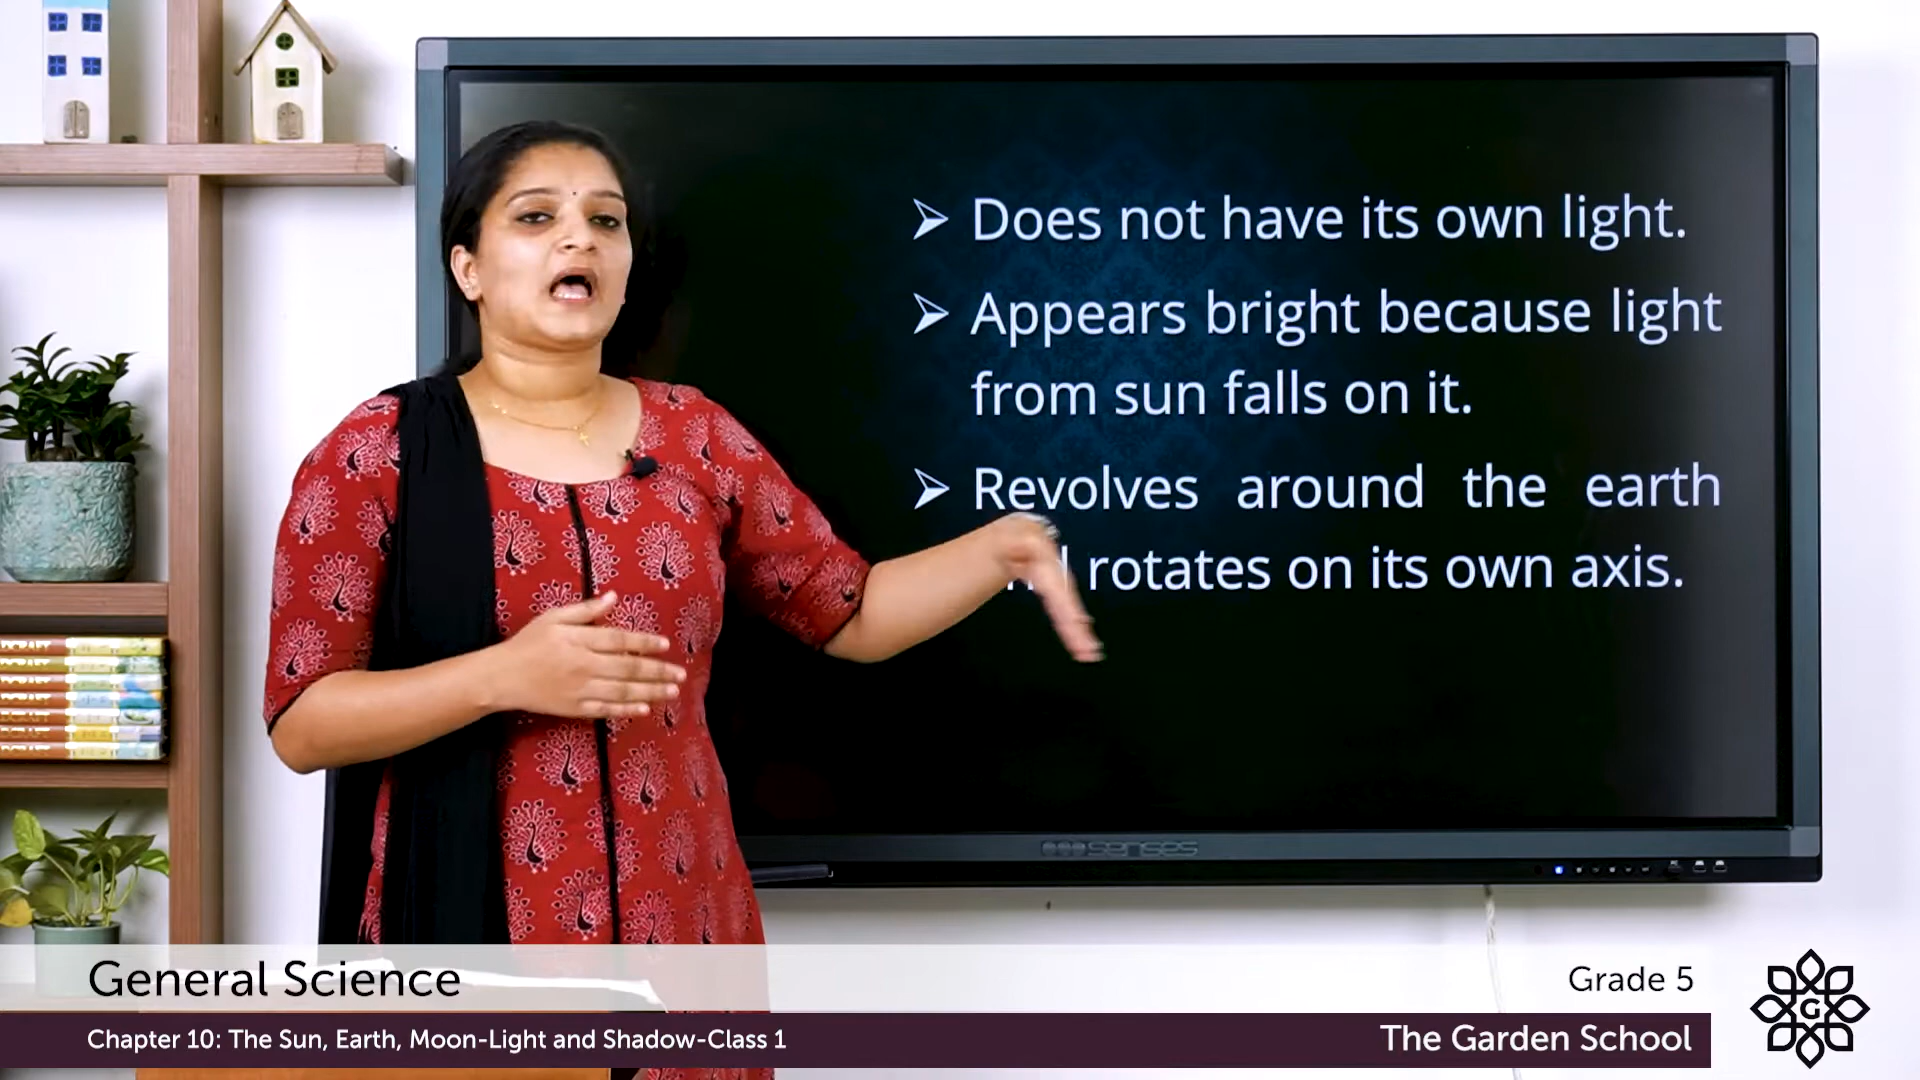 ➢ Does not have its own light.
➢ Appears bright because light
from sun falls on it.
➢ Revolves around the earth
rotates on its own axis.
senses
General Science
Grade 5
Chapter 10: The Sun, Earth, Moon-Light and Shadow-Class 1
The Garden School
G